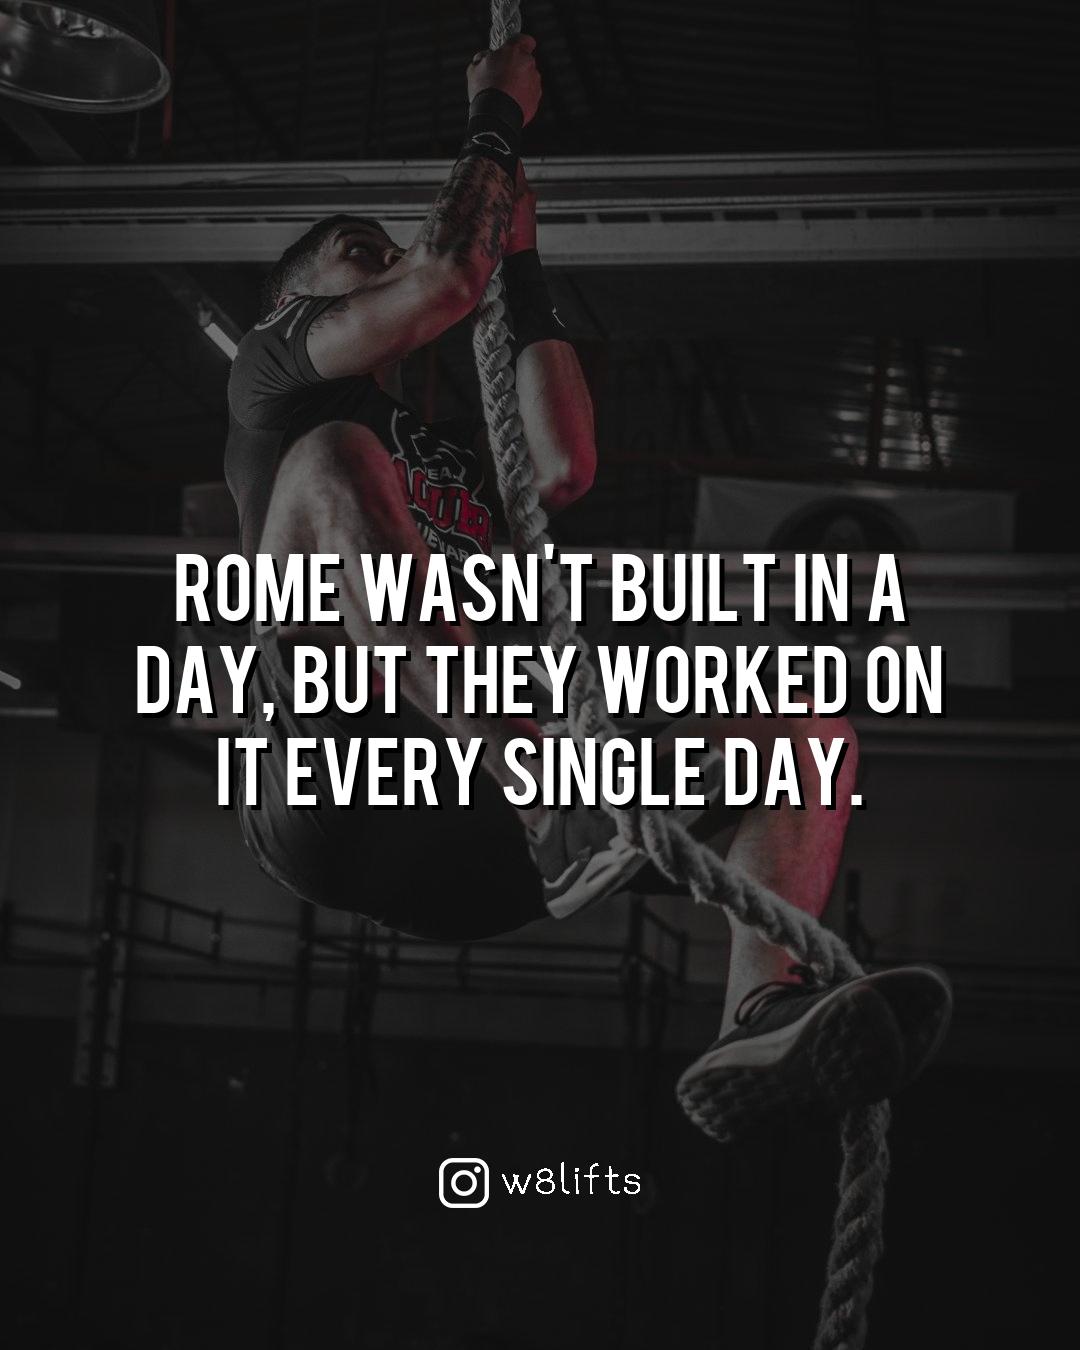 ROME WASN'T BUILT IN A
DAY, BUT THEY WORKED ON
IT EVERY SINGLE DAY.
w8lifts